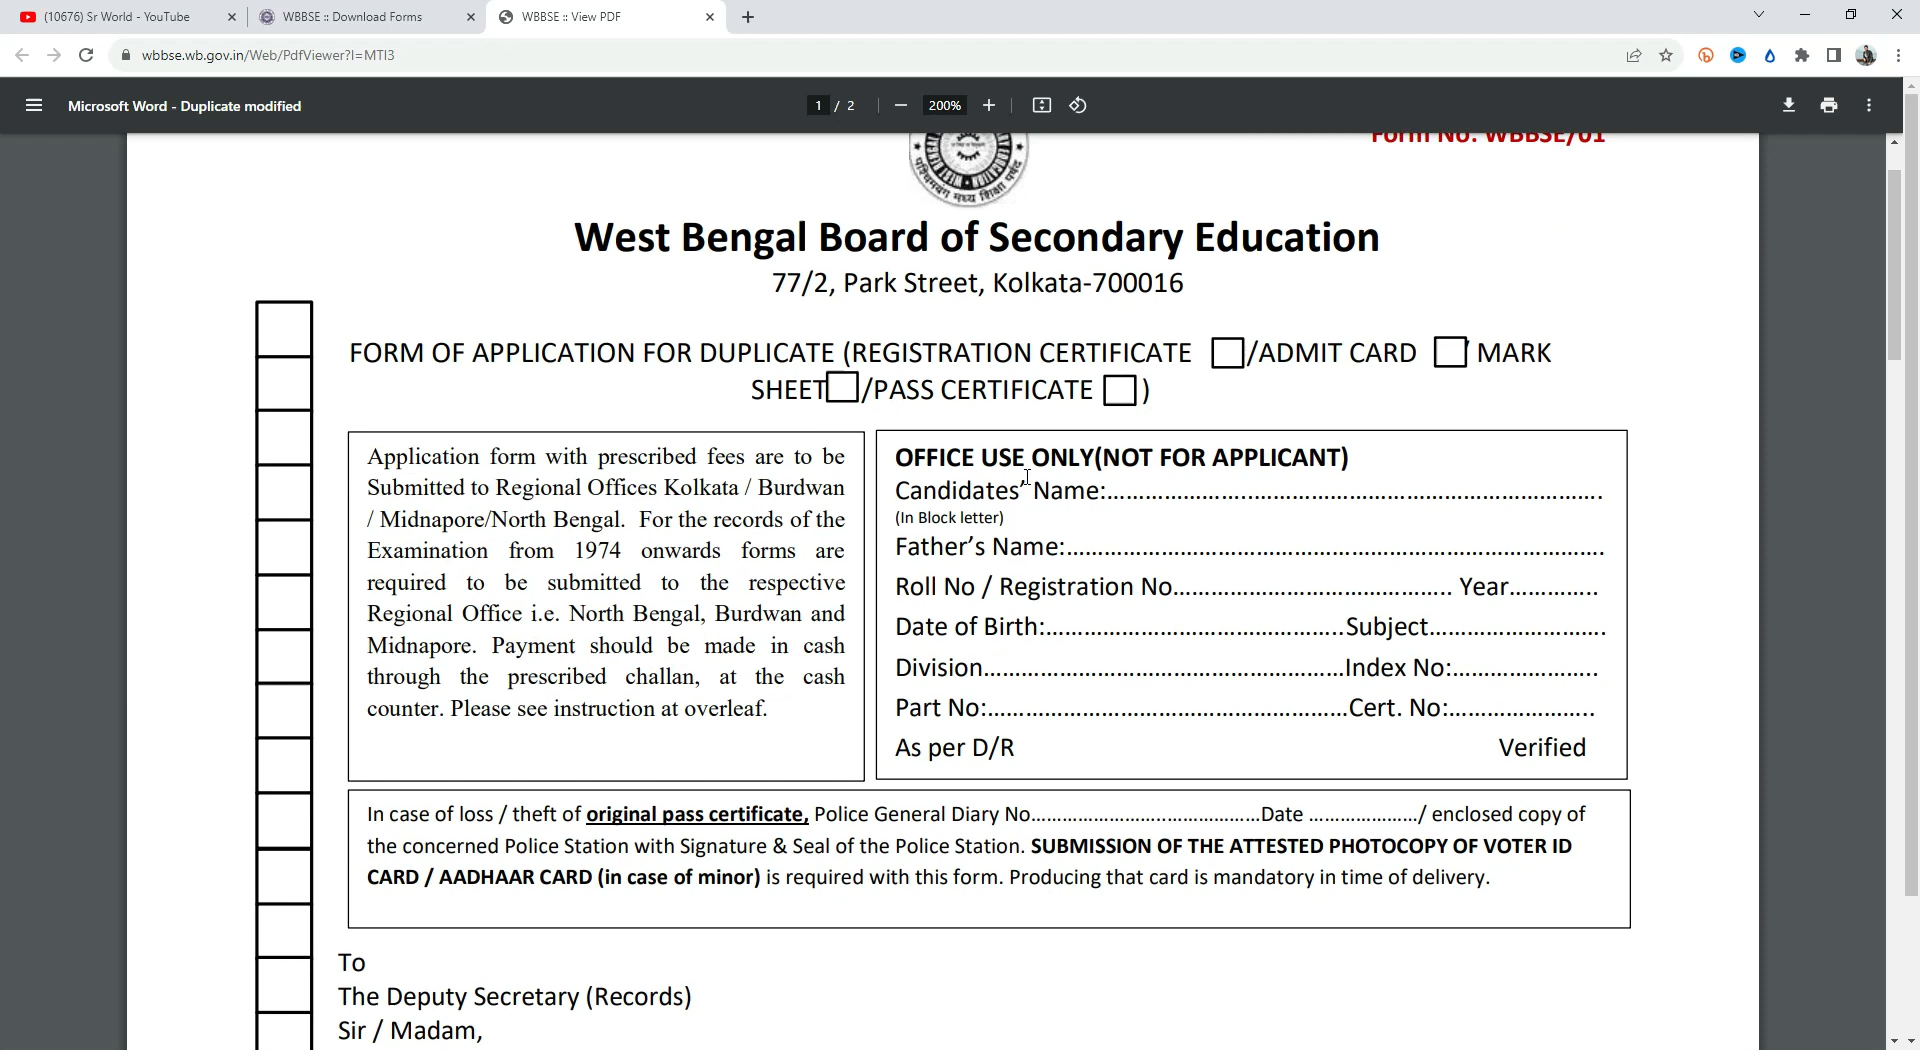 (10676) Sr World - YouTube
WBBSE :: Download Forms
WBBSE :: View PDF
wbbse.wb.gov.in/Web/PdfViewer?I=MTI3
Microsoft Word - Duplicate modified
1 / 2
200%
Form No. WBBSE/01
পশ্চিমবঙ্গ মধ্য শিক্ষা পর্ষদ
West Bengal Board of Secondary Education
77/2, Park Street, Kolkata-700016
FORM OF APPLICATION FOR DUPLICATE (REGISTRATION CERTIFICATE /ADMIT CARD / MARK
SHEET /PASS CERTIFICATE )
Application form with prescribed fees are to be
Submitted to Regional Offices Kolkata / Burdwan
/ Midnapore/North Bengal. For the records of the
Examination from 1974 onwards forms are
required to be submitted to the respective
Regional Office i.e. North Bengal, Burdwan and
Midnapore. Payment should be made in cash
through the prescribed challan, at the cash
counter. Please see instruction at overleaf.
OFFICE USE ONLY(NOT FOR APPLICANT)
Candidates’ Name:..............................................................................
(In Block letter)
Father’s Name:....................................................................................
Roll No / Registration No............................................ Year..............
Date of Birth:...............................................Subject............................
Division.........................................................Index No:.......................
Part No:.........................................................Cert. No:.......................
As per D/R Verified
In case of loss / theft of original pass certificate, Police General Diary No.........................................Date ..................../ enclosed copy of
the concerned Police Station with Signature & Seal of the Police Station. SUBMISSION OF THE ATTESTED PHOTOCOPY OF VOTER ID
CARD / AADHAAR CARD (in case of minor) is required with this form. Producing that card is mandatory in time of delivery.
To
The Deputy Secretary (Records)
Sir / Madam,